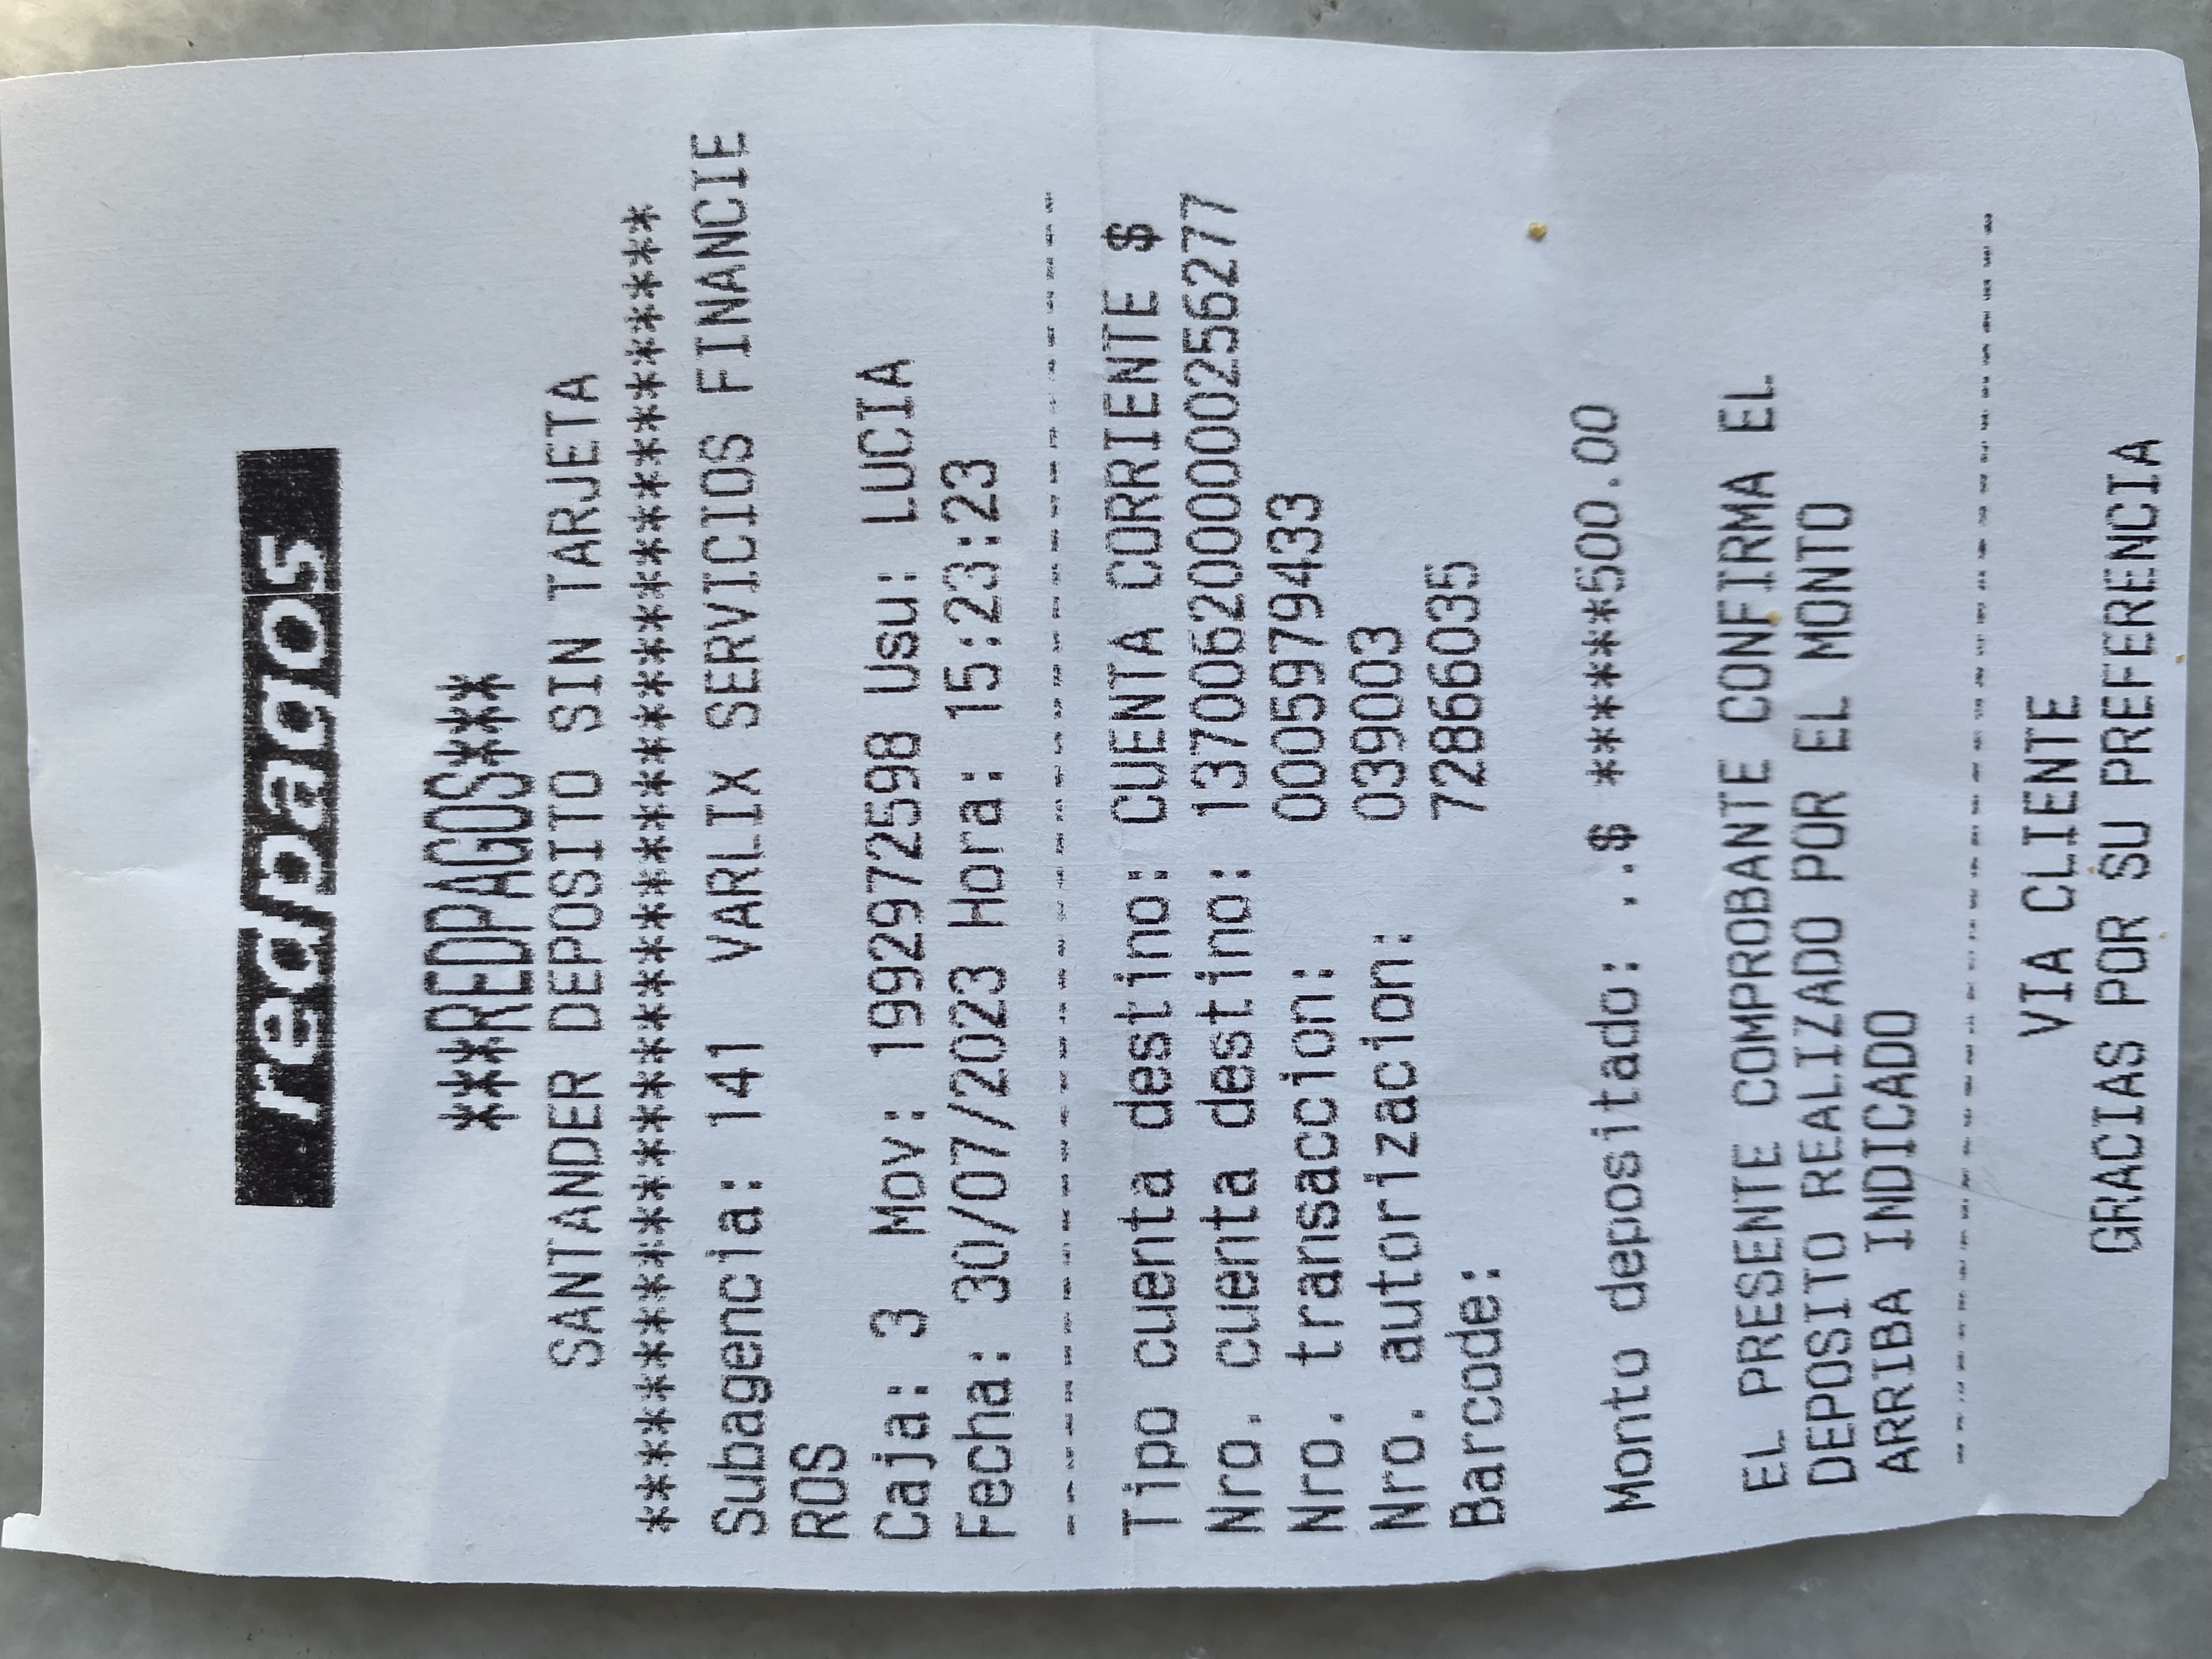 redpagos
***REDPAGOS***
SANTANDER DEPOSITO SIN TARJETA
****************************************
Subagencia: 141  VARLIX SERVICIOS FINANCIE
ROS
Caja: 3  Mov: 1992972598 Usu: LUCIA
Fecha: 30/07/2023 Hora: 15:23:23
----------------------------------------
Tipo cuenta destino: CUENTA CORRIENTE $
Nro. cuenta destino: 1370062000000256277
Nro. transaccion: 0005979433
Nro. autorizacion: 039003
Barcode: 72866035
Monto depositado: ..$ ******500.00
EL PRESENTE COMPROBANTE CONFIRMA EL
DEPOSITO REALIZADO POR EL MONTO
ARRIBA INDICADO
----------------------------------------
VIA CLIENTE
GRACIAS POR SU PREFERENCIA